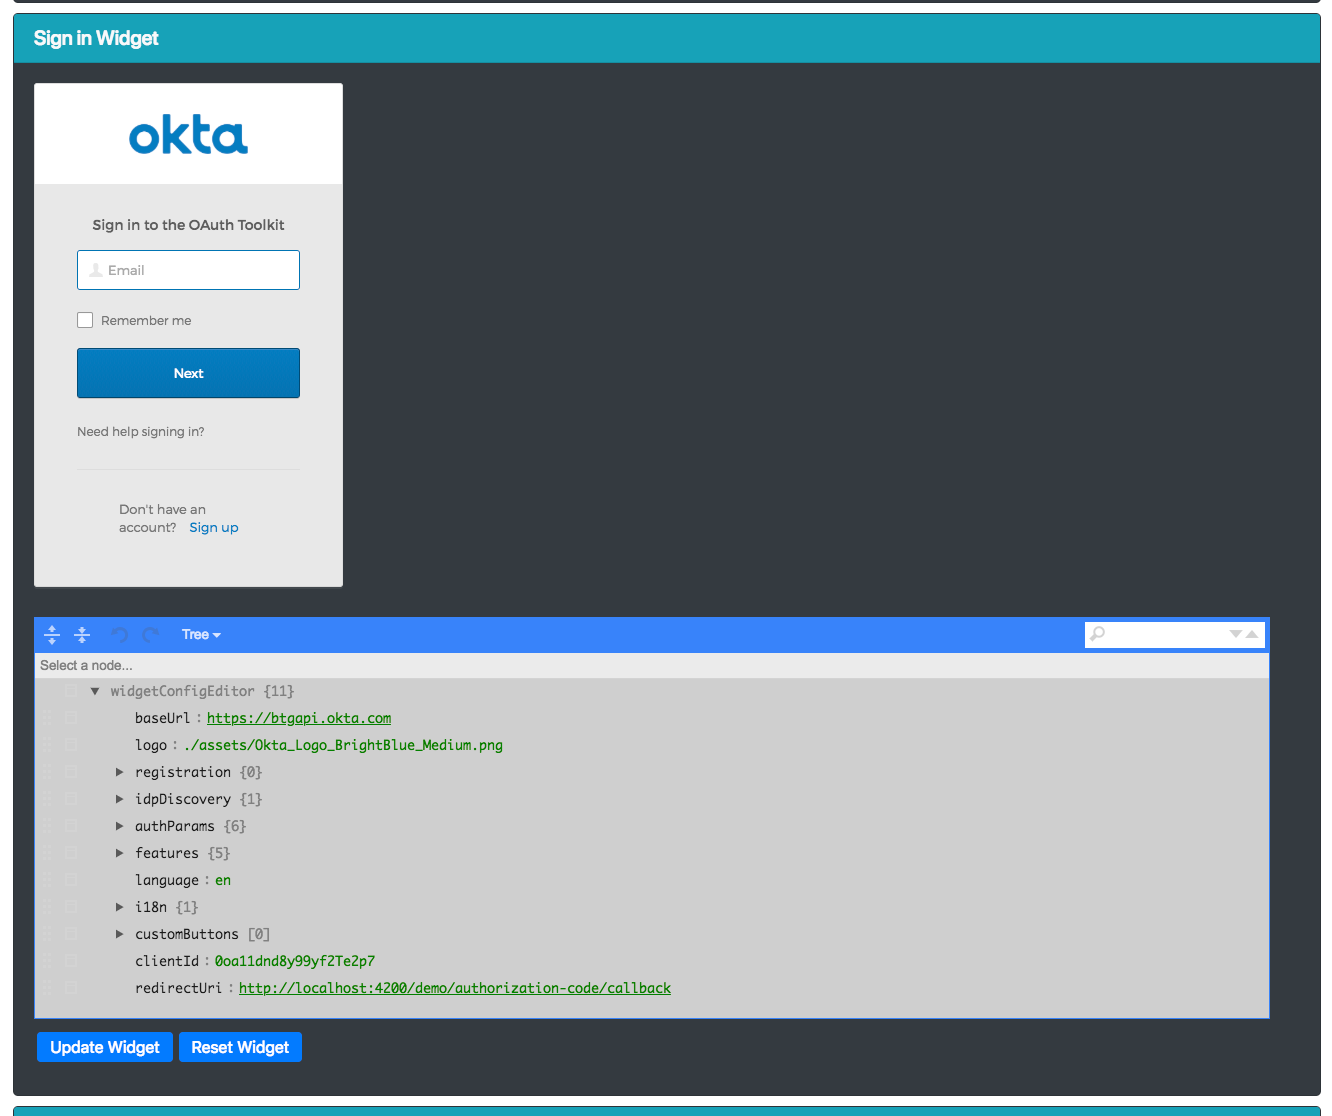 Sign in Widget
okta
Sign in to the OAuth Toolkit
Email
Remember me
Next
Need help signing in?
Don't have an
account? Sign up
Tree
Select a node...
widgetConfigEditor {11}
baseUrl : https://btgapi.okta.com
logo : ./assets/Okta_Logo_BrightBlue_Medium.png
registration {0}
idpDiscovery {1}
authParams {6}
features {5}
language : en
i18n {1}
customButtons [0]
clientId : 0oa11dnd8y99yf2Te2p7
redirectUri : http://localhost:4200/demo/authorization-code/callback
Update Widget Reset Widget